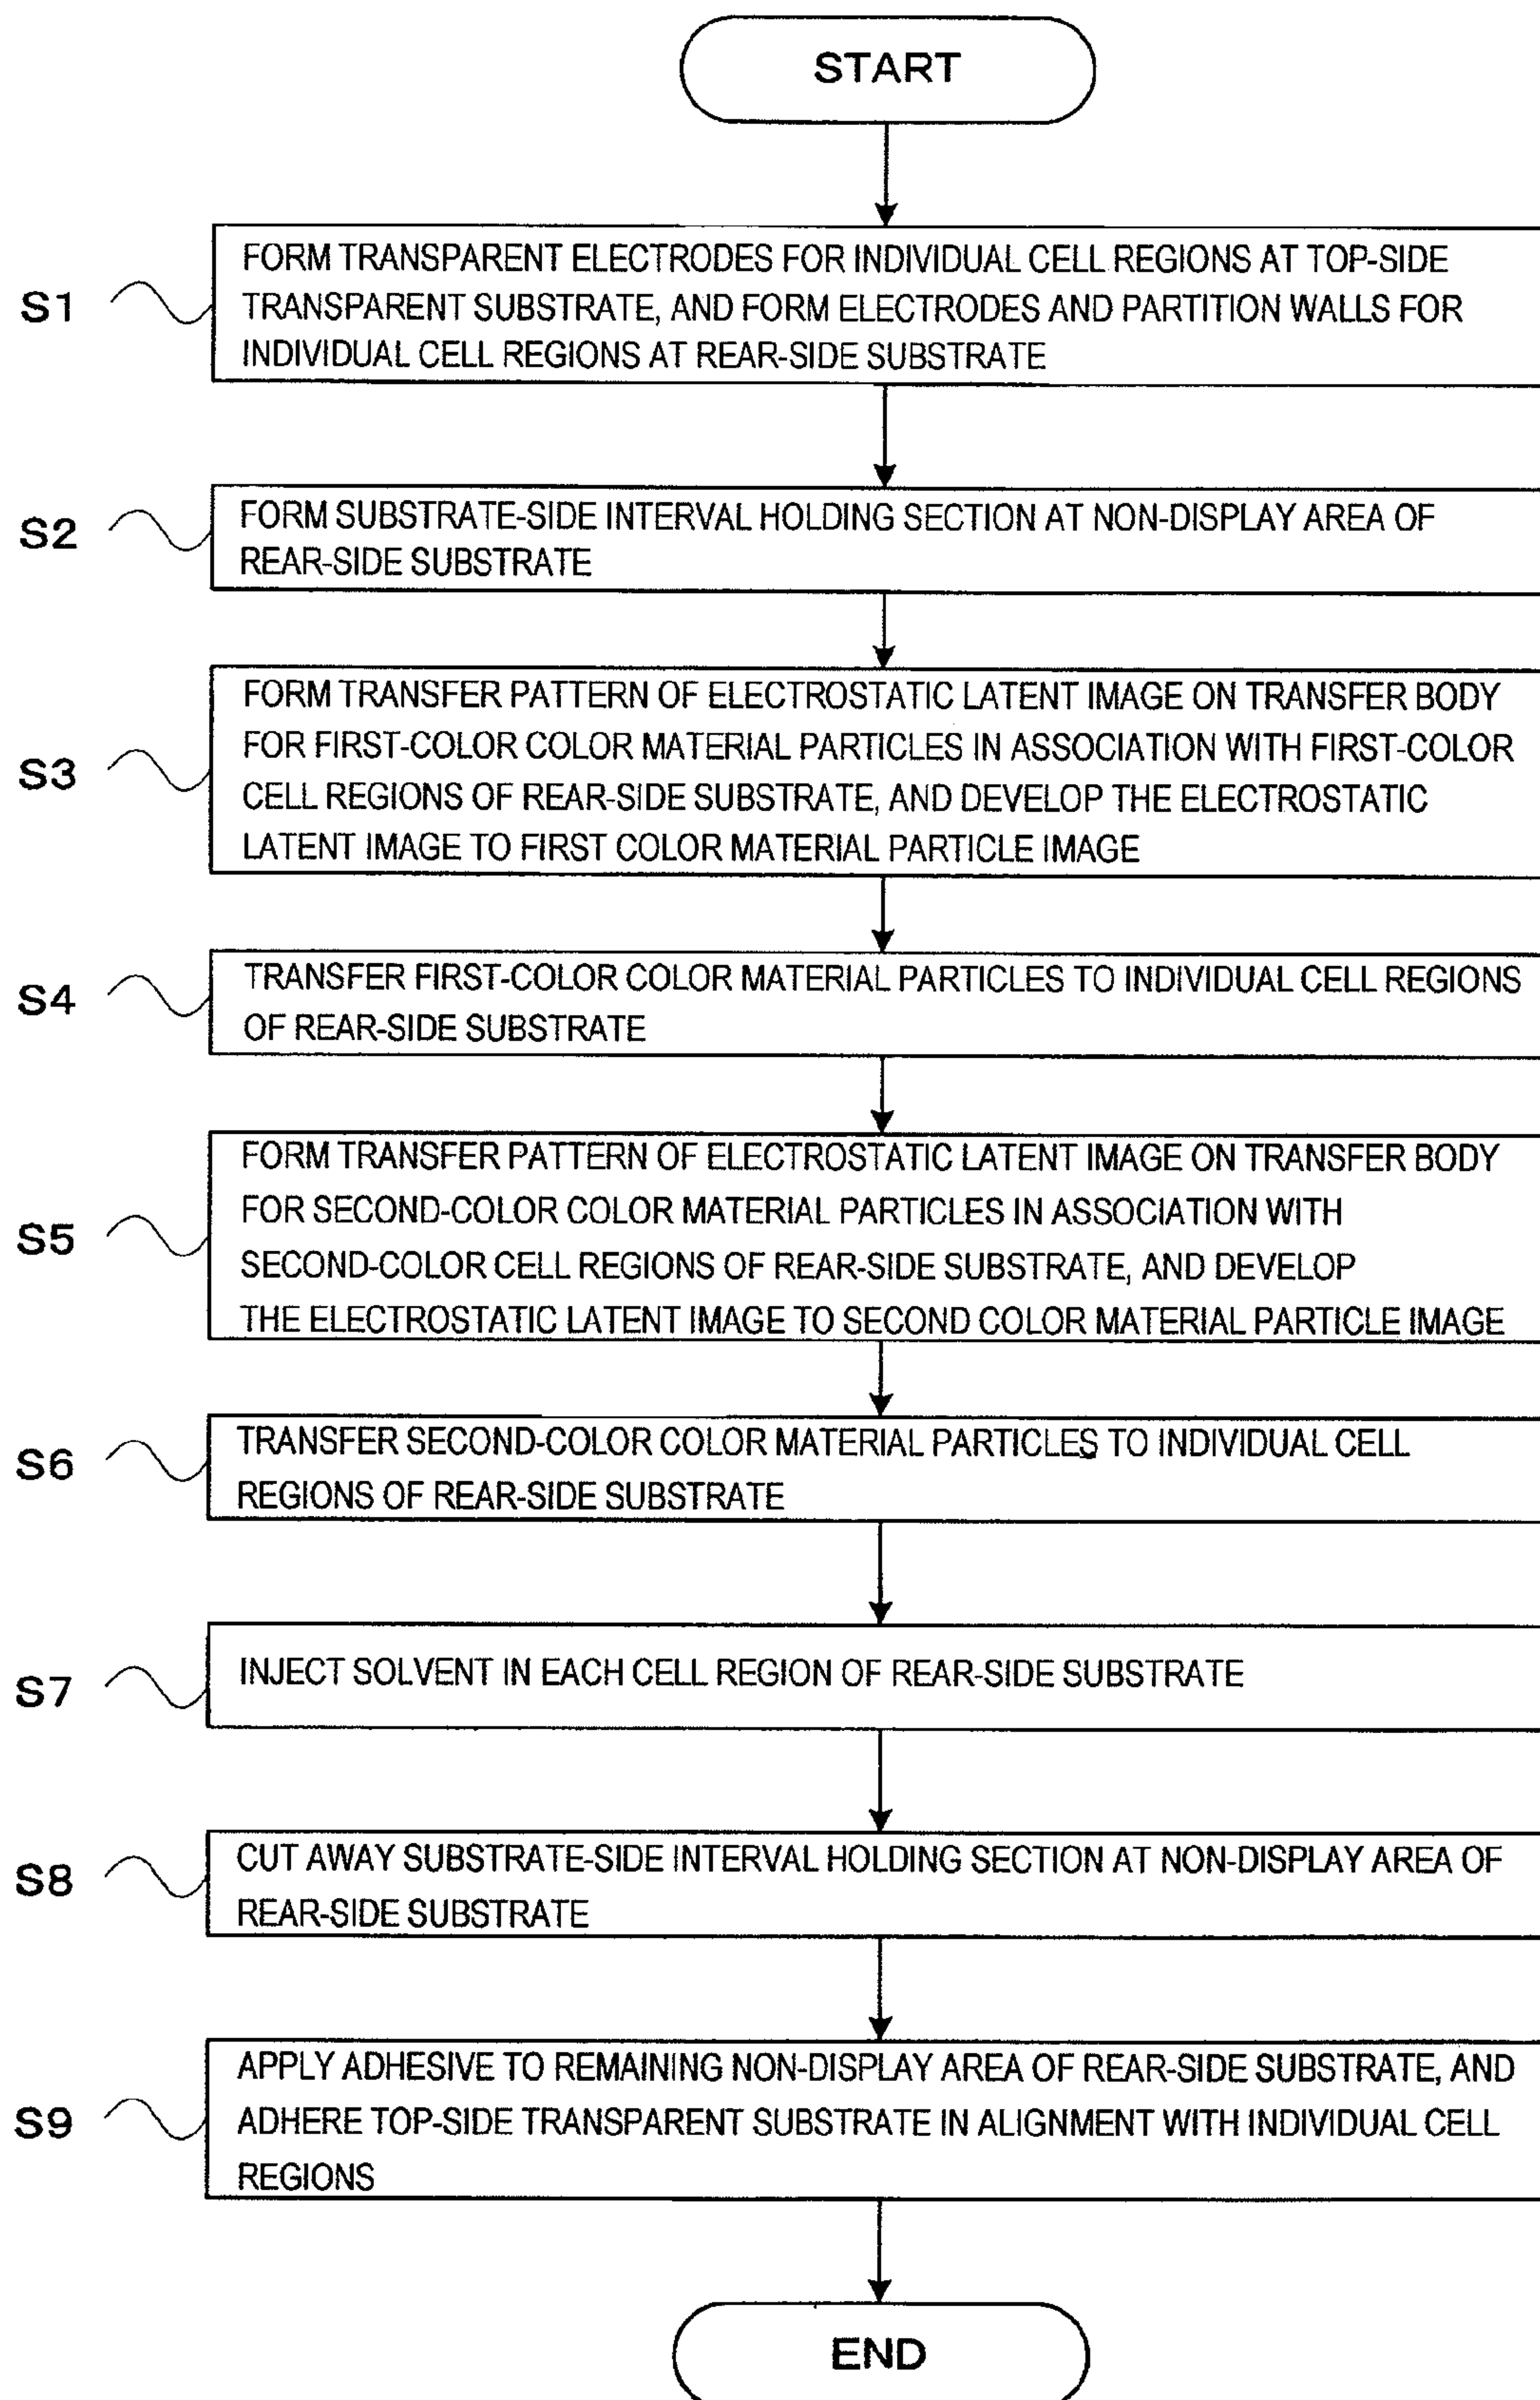 START
S1
FORM TRANSPARENT ELECTRODES FOR INDIVIDUAL CELL REGIONS AT TOP-SIDE
TRANSPARENT SUBSTRATE, AND FORM ELECTRODES AND PARTITION WALLS FOR
INDIVIDUAL CELL REGIONS AT REAR-SIDE SUBSTRATE
S2
FORM SUBSTRATE-SIDE INTERVAL HOLDING SECTION AT NON-DISPLAY AREA OF
REAR-SIDE SUBSTRATE
S3
FORM TRANSFER PATTERN OF ELECTROSTATIC LATENT IMAGE ON TRANSFER BODY
FOR FIRST-COLOR COLOR MATERIAL PARTICLES IN ASSOCIATION WITH FIRST-COLOR
CELL REGIONS OF REAR-SIDE SUBSTRATE, AND DEVELOP THE ELECTROSTATIC
LATENT IMAGE TO FIRST COLOR MATERIAL PARTICLE IMAGE
S4
TRANSFER FIRST-COLOR COLOR MATERIAL PARTICLES TO INDIVIDUAL CELL REGIONS
OF REAR-SIDE SUBSTRATE
S5
FORM TRANSFER PATTERN OF ELECTROSTATIC LATENT IMAGE ON TRANSFER BODY
FOR SECOND-COLOR COLOR MATERIAL PARTICLES IN ASSOCIATION WITH
SECOND-COLOR CELL REGIONS OF REAR-SIDE SUBSTRATE, AND DEVELOP
THE ELECTROSTATIC LATENT IMAGE TO SECOND COLOR MATERIAL PARTICLE IMAGE
S6
TRANSFER SECOND-COLOR COLOR MATERIAL PARTICLES TO INDIVIDUAL CELL
REGIONS OF REAR-SIDE SUBSTRATE
S7
INJECT SOLVENT IN EACH CELL REGION OF REAR-SIDE SUBSTRATE
S8
CUT AWAY SUBSTRATE-SIDE INTERVAL HOLDING SECTION AT NON-DISPLAY AREA OF
REAR-SIDE SUBSTRATE
S9
APPLY ADHESIVE TO REMAINING NON-DISPLAY AREA OF REAR-SIDE SUBSTRATE, AND
ADHERE TOP-SIDE TRANSPARENT SUBSTRATE IN ALIGNMENT WITH INDIVIDUAL CELL
REGIONS
END